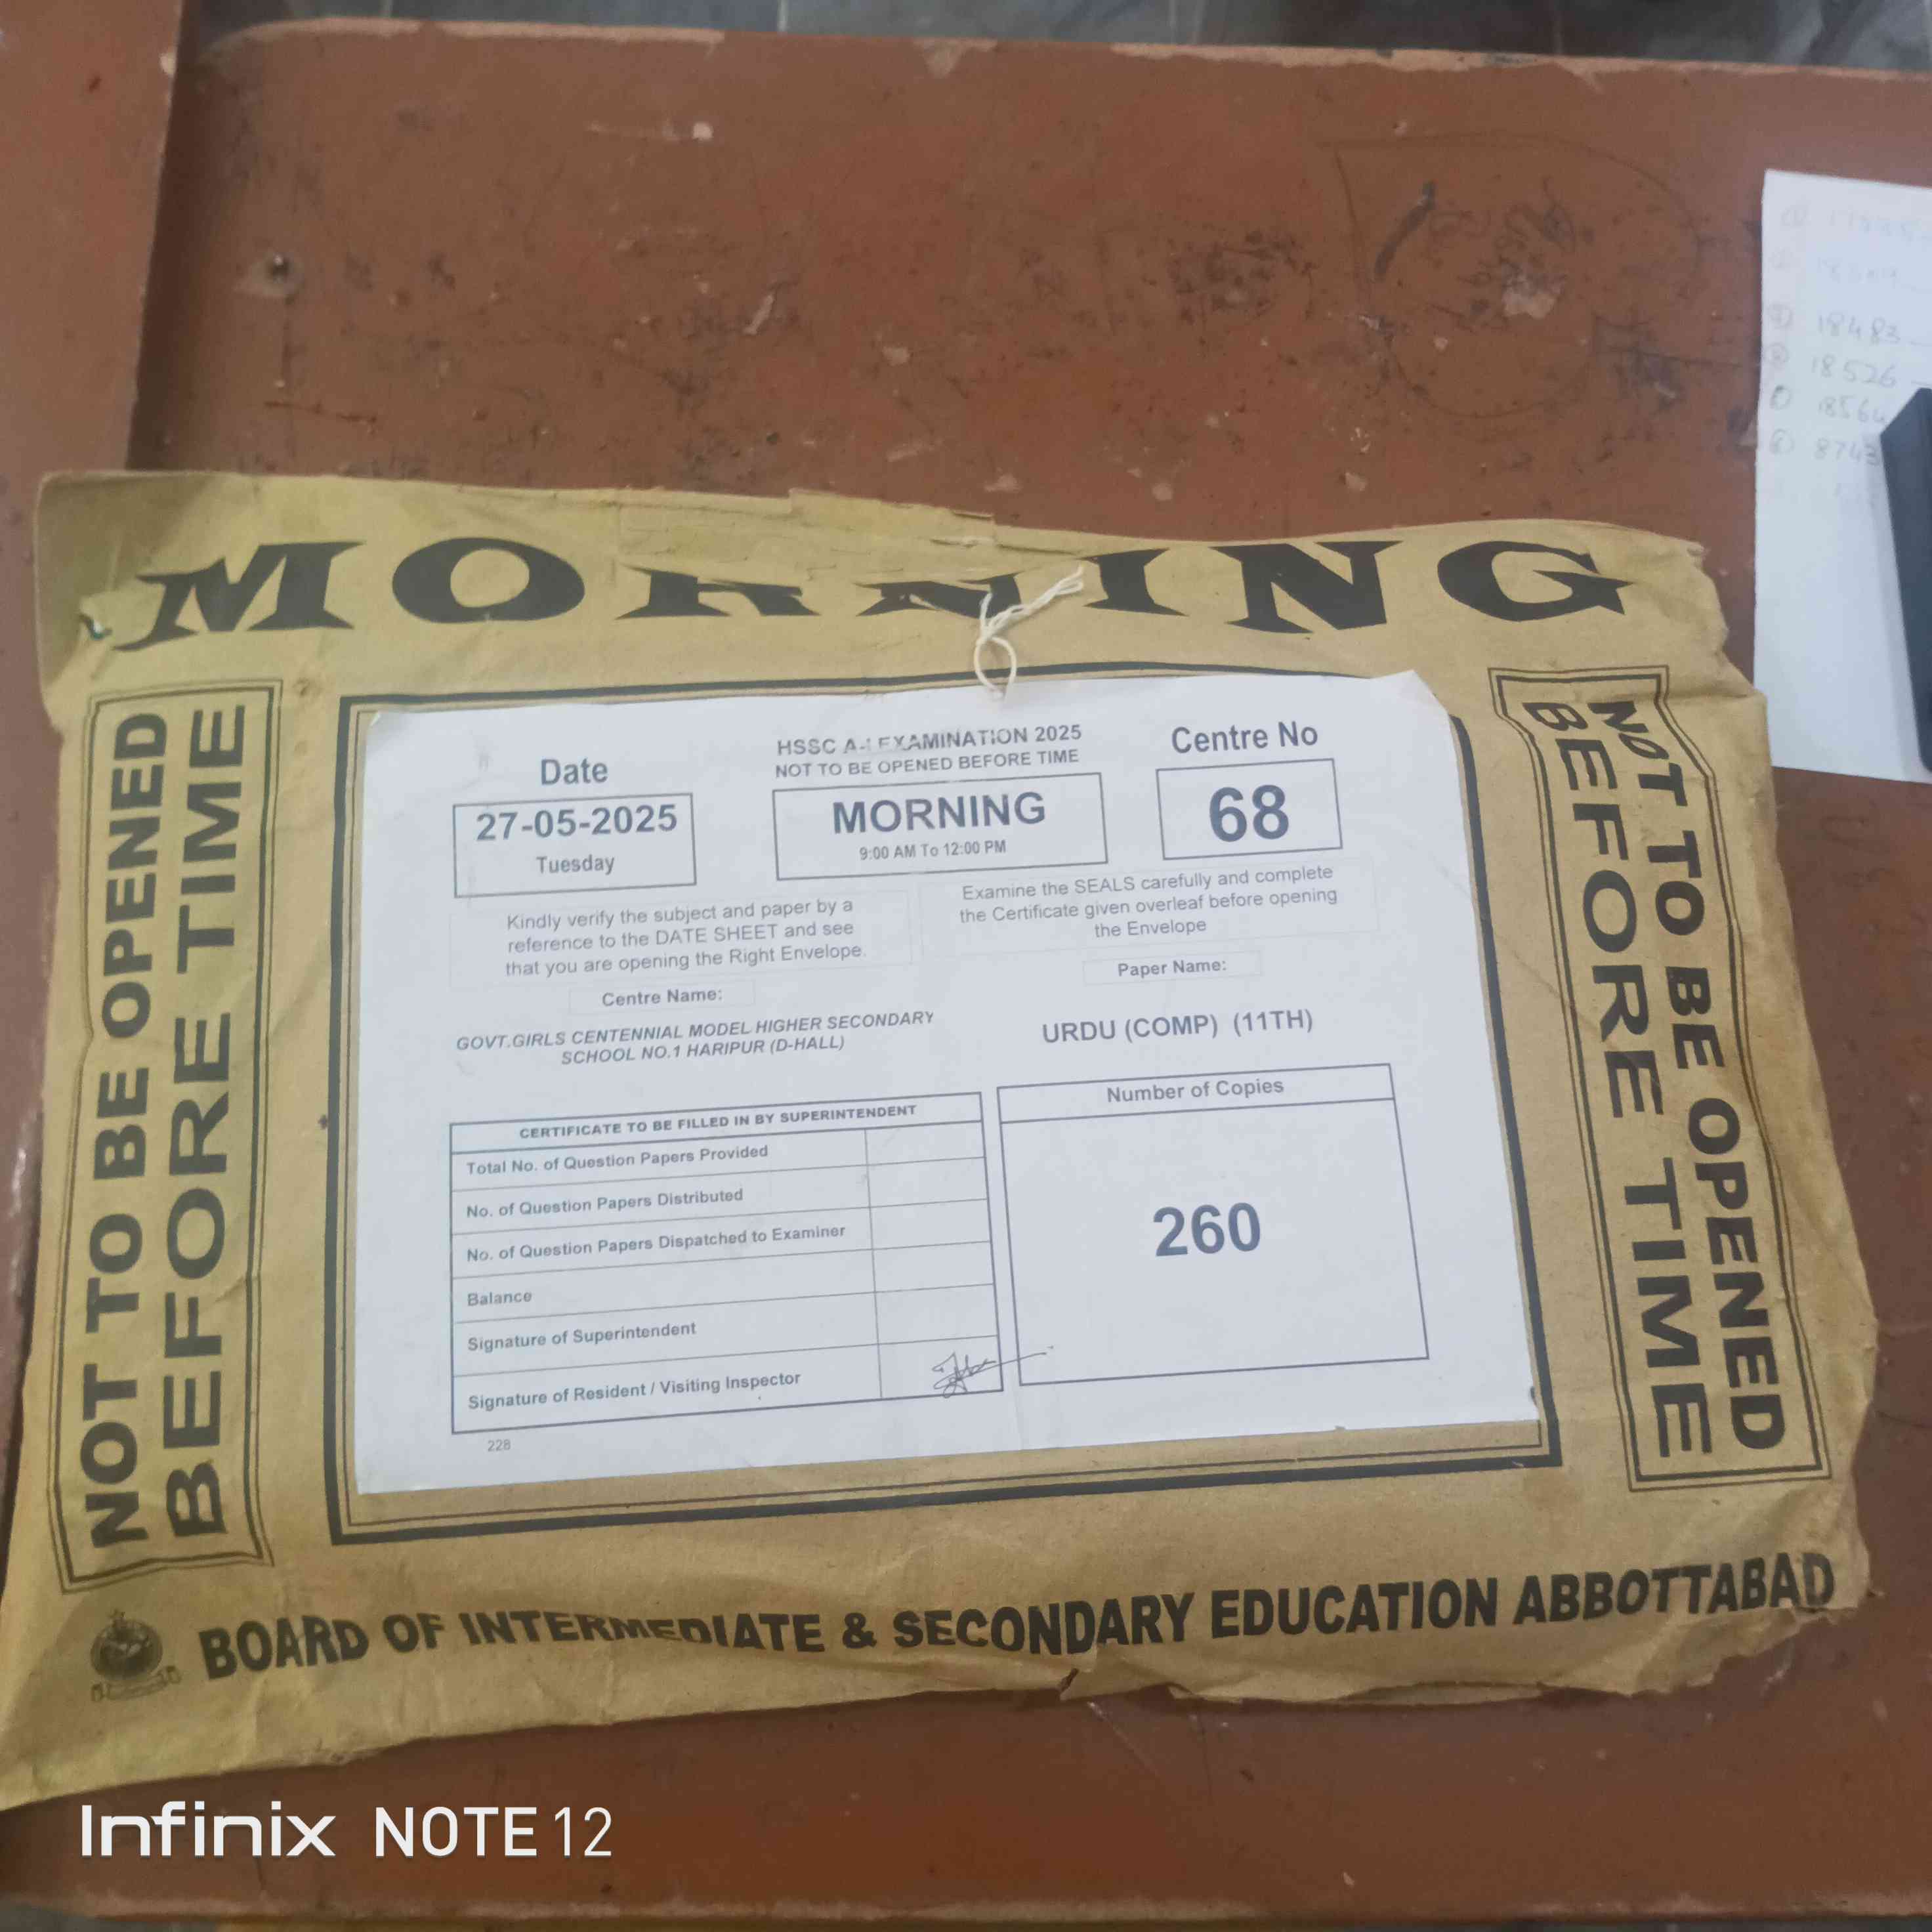 MORNING
NOT TO BE OPENED
BEFORE TIME
Date
27-05-2025
Tuesday
HSSC A-I EXAMINATION 2025
NOT TO BE OPENED BEFORE TIME
MORNING
9:00 AM To 12:00 PM
Centre No
68
Kindly verify the subject and paper by a
reference to the DATE SHEET and see
that you are opening the Right Envelope.
Examine the SEALS carefully and complete
the Certificate given overleaf before opening
the Envelope
Centre Name:
GOVT.GIRLS CENTENNIAL MODEL HIGHER SECONDARY
SCHOOL NO.1 HARIPUR (D-HALL)
Paper Name:
URDU (COMP) (11TH)
CERTIFICATE TO BE FILLED IN BY SUPERINTENDENT
Total No. of Question Papers Provided
No. of Question Papers Distributed
No. of Question Papers Dispatched to Examiner
Balance
Signature of Superintendent
Signature of Resident / Visiting Inspector
228
Number of Copies
260
NOT TO BE OPENED
BEFORE TIME
BOARD OF INTERMEDIATE & SECONDARY EDUCATION ABBOTTABAD
18483
18526
18564
8743
Infinix NOTE 12